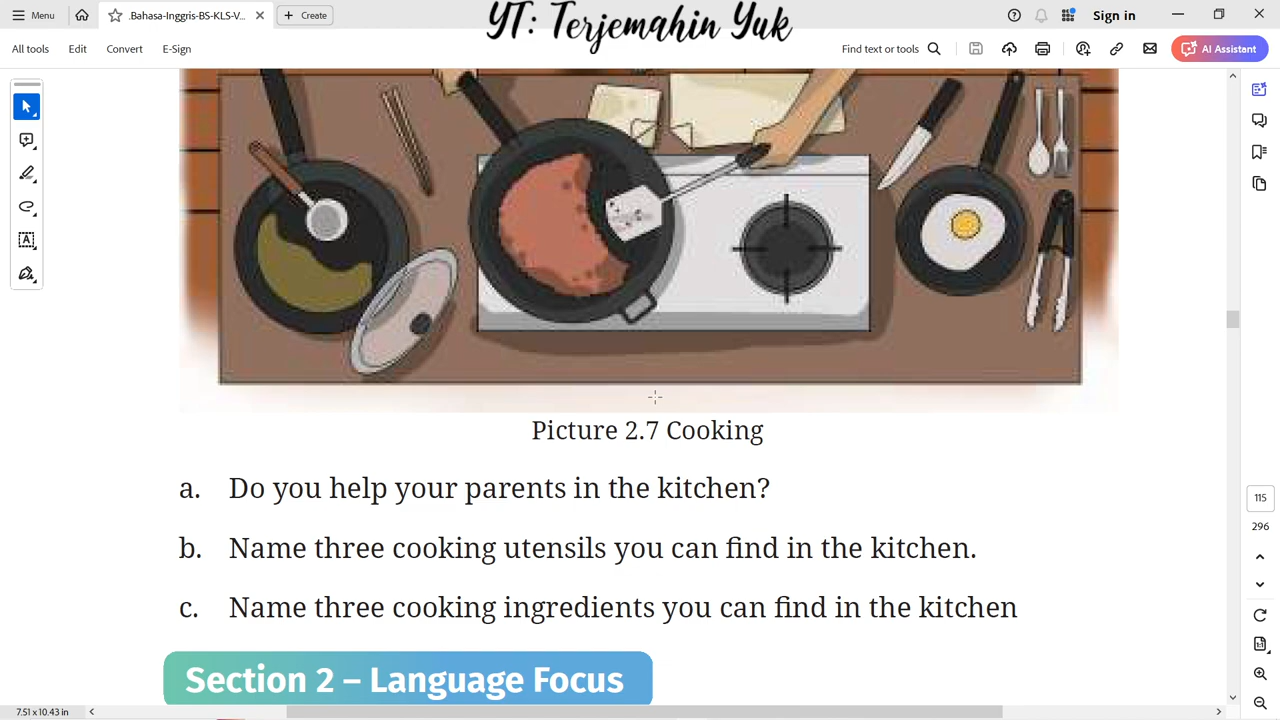 Menu
.Bahasa-Inggris-BS-KLS-V...
Create
YT: Terjemahin Yuk
Sign in
All tools
Edit
Convert
E-Sign
Find text or tools
AI Assistant
Picture 2.7 Cooking
a. Do you help your parents in the kitchen?
b. Name three cooking utensils you can find in the kitchen.
c. Name three cooking ingredients you can find in the kitchen
Section 2 – Language Focus
115
296
7.51 x 10.43 in